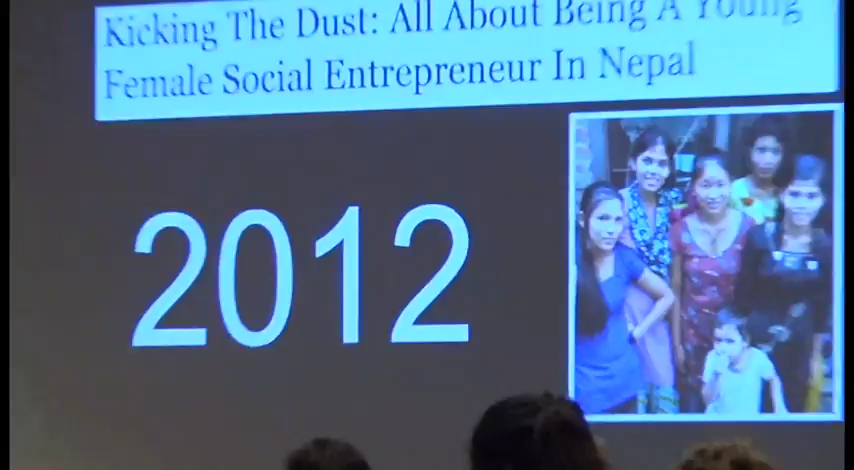 Kicking The Dust: All About Being A Young
Female Social Entrepreneur In Nepal
2012